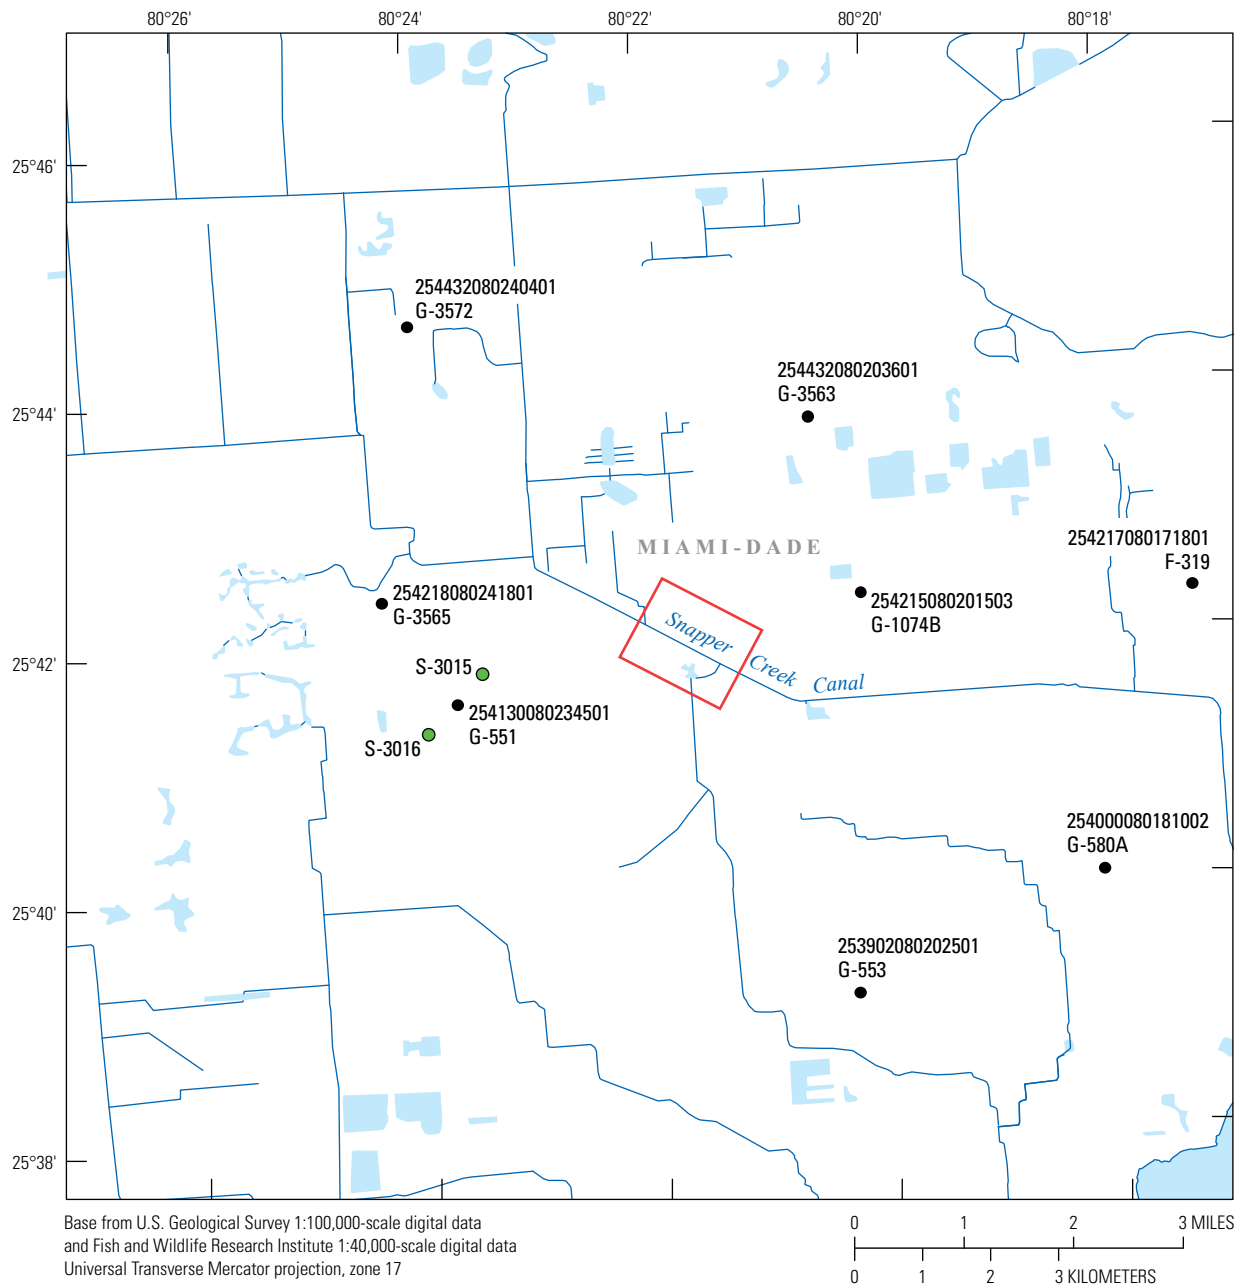 80°26'
80°24'
80°22'
80°20'
80°18'
25°46'
254432080240401
G-3572
254432080203601
G-3563
25°44'
MIAMI-DADE
254217080171801
F-319
254218080241801
G-3565
254215080201503
G-1074B
Snapper Creek Canal
25°42'
S-3015
254130080234501
G-551
S-3016
254000080181002
G-580A
25°40'
253902080202501
G-553
25°38'
Base from U.S. Geological Survey 1:100,000-scale digital data
and Fish and Wildlife Research Institute 1:40,000-scale digital data
Universal Transverse Mercator projection, zone 17
0 1 2 3 MILES
0 1 2 3 KILOMETERS